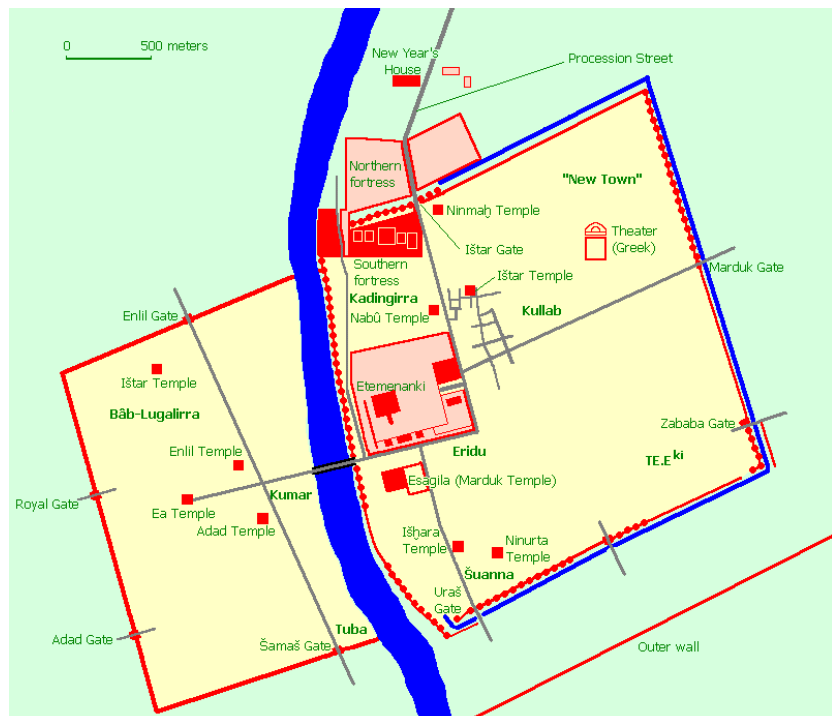 0 500 meters
New Year's
House
Procession Street
Northern
fortress
"New Town"
Ninmaḫ Temple
Theater
(Greek)
Ištar Gate
Southern
fortress
Ištar Temple
Marduk Gate
Kadingirra
Nabû Temple
Kullab
Enlil Gate
Ištar Temple
Etemenanki
Bâb-Lugalirra
Zababa Gate
Enlil Temple
Eridu
TE.Eki
Kumar
Esagila (Marduk Temple)
Royal Gate
Ea Temple
Adad Temple
Išḫara
Temple
Ninurta
Temple
Šuanna
Uraš
Gate
Tuba
Adad Gate
Šamaš Gate
Outer wall